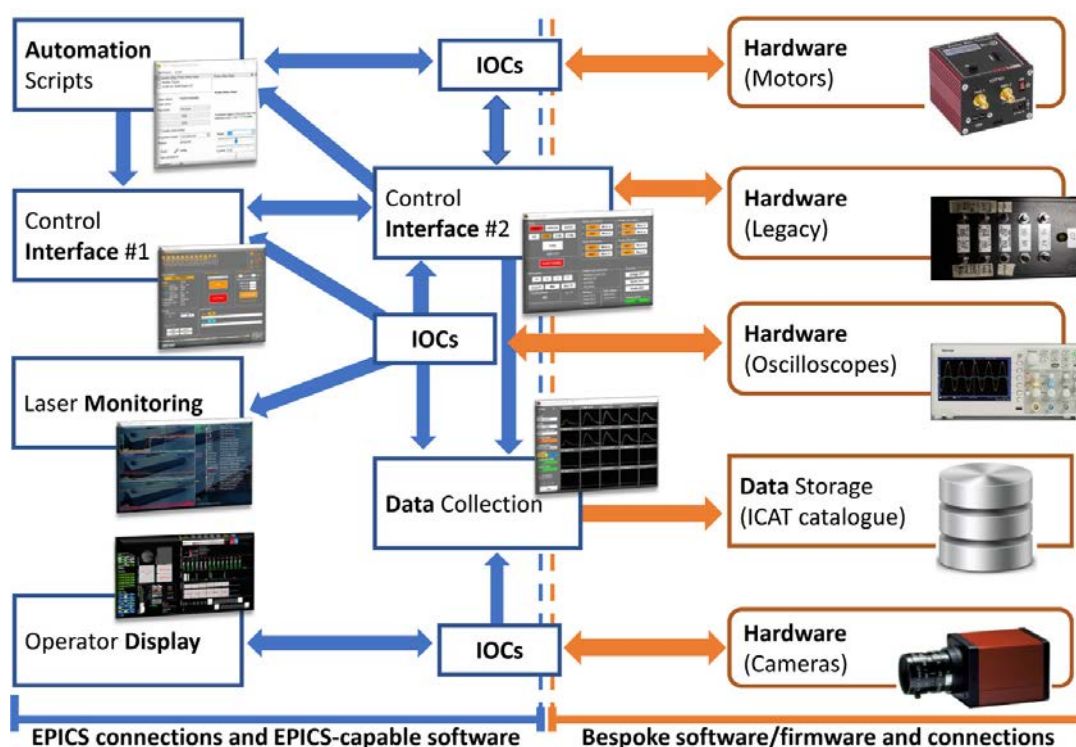 Automation
Scripts
IOCs
Hardware
(Motors)
Control
Interface #1
Control
Interface #2
Hardware
(Legacy)
IOCs
Hardware
(Oscilloscopes)
Laser Monitoring
Data Collection
Data Storage
(ICAT catalogue)
Operator Display
IOCs
Hardware
(Cameras)
EPICS connections and EPICS-capable software
Bespoke software/firmware and connections